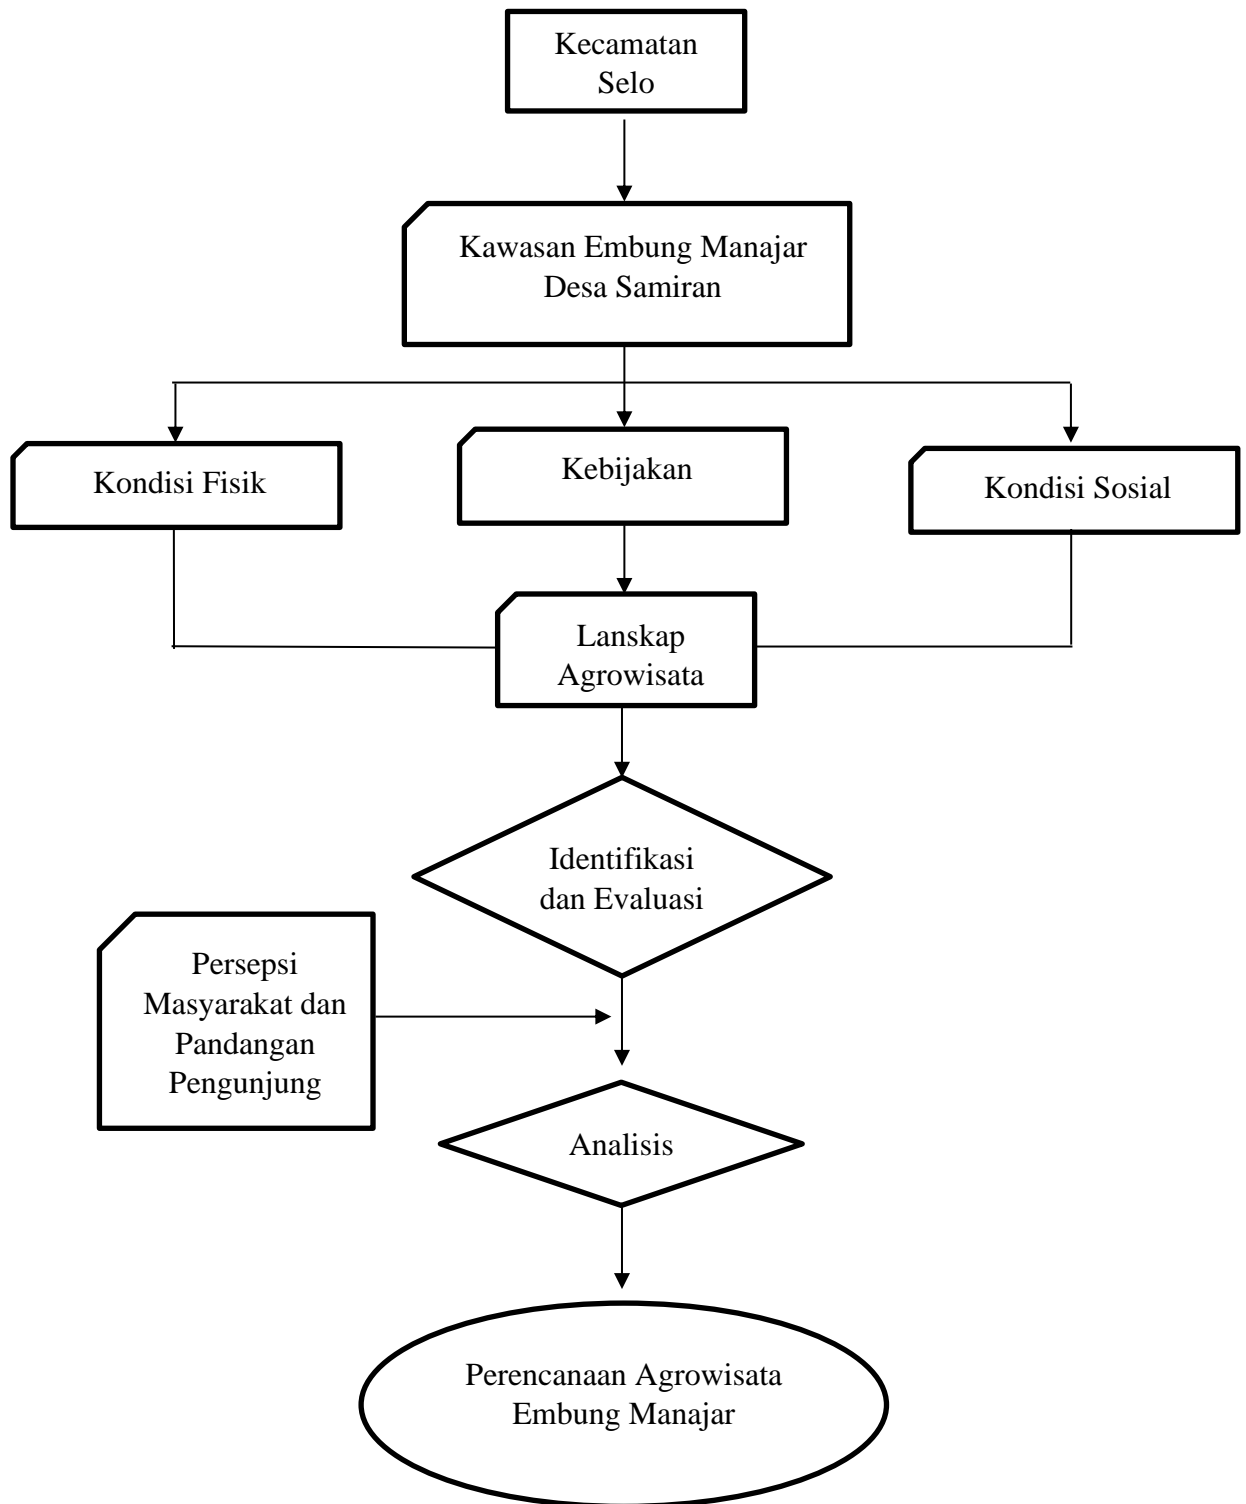 Kecamatan
Selo
Kawasan Embung Manajar
Desa Samiran
Kondisi Fisik
Kebijakan
Kondisi Sosial
Lanskap
Agrowisata
Identifikasi
dan Evaluasi
Persepsi
Masyarakat dan
Pandangan
Pengunjung
Analisis
Perencanaan Agrowisata
Embung Manajar